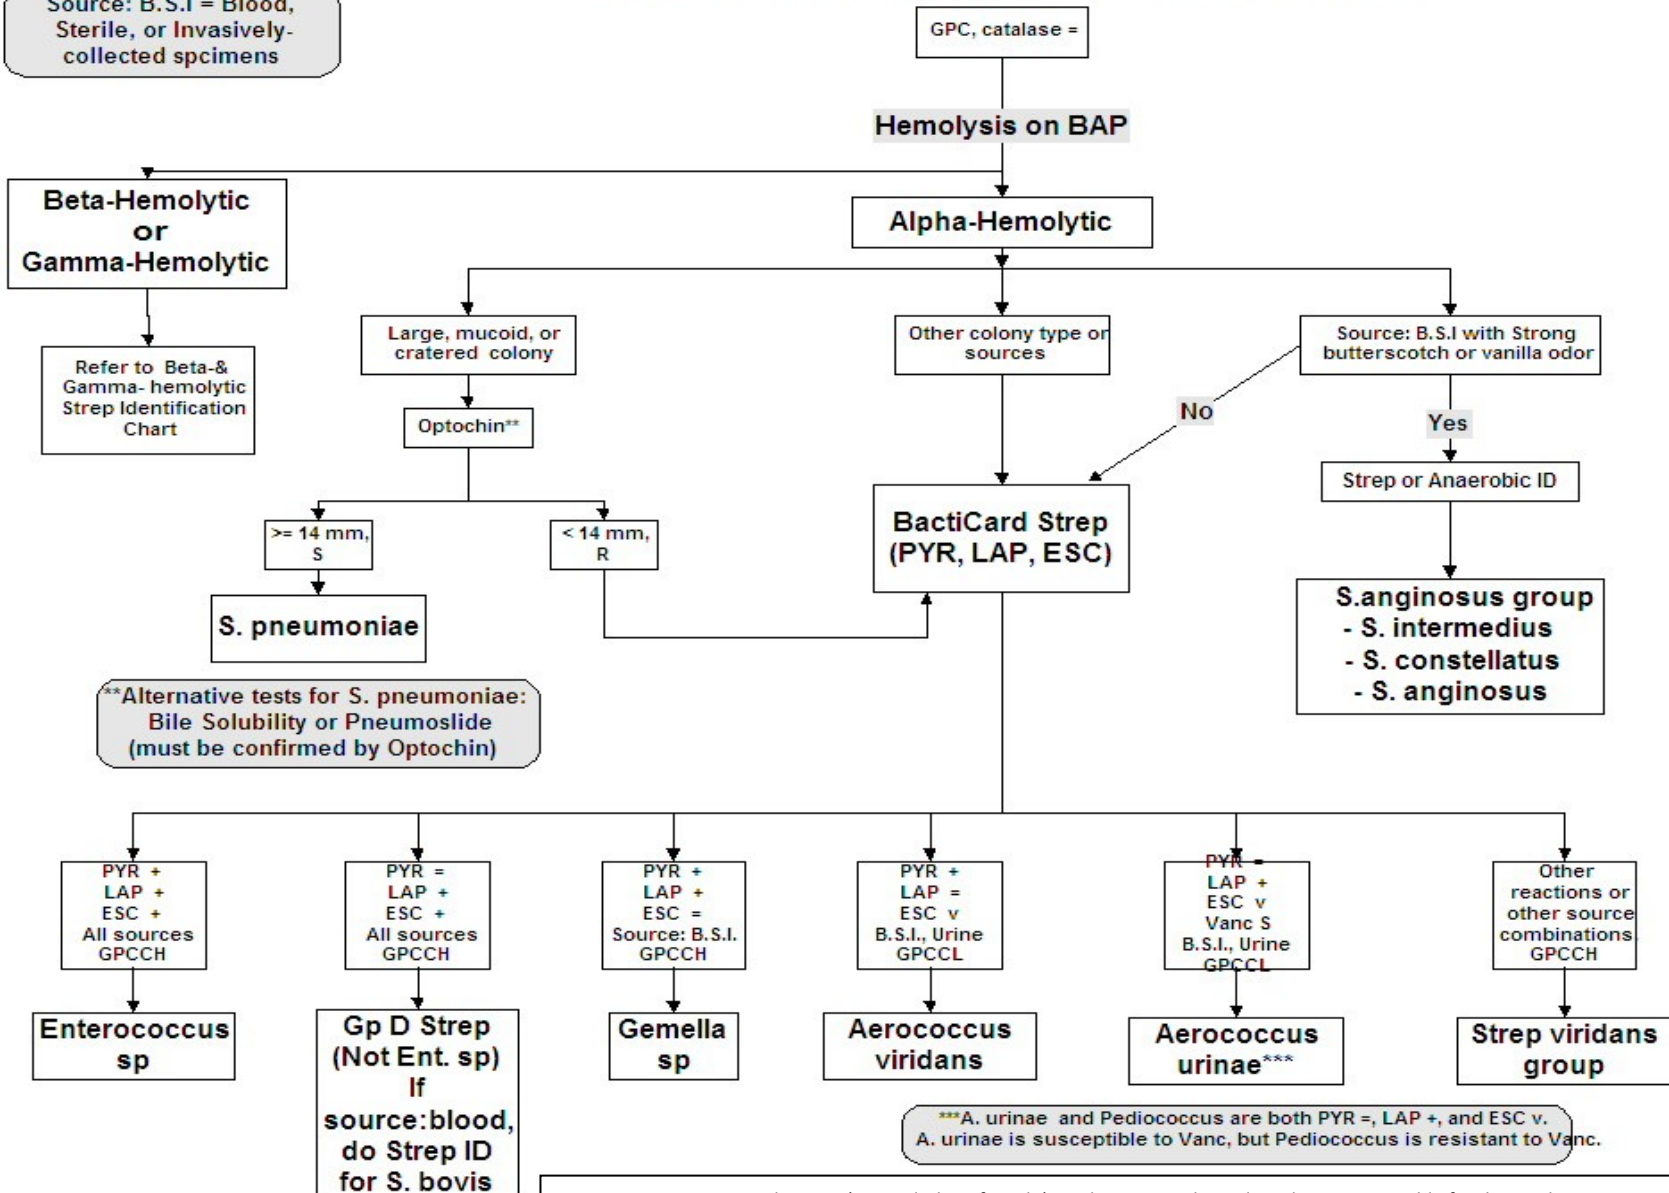 Source: B.S.I = Blood,
Sterile, or Invasively-
collected spcimens
GPC, catalase =
Hemolysis on BAP
Beta-Hemolytic
or
Gamma-Hemolytic
Alpha-Hemolytic
Refer to Beta-&
Gamma- hemolytic
Strep Identification
Chart
Large, mucoid, or
cratered colony
Other colony type or
sources
Source: B.S.I with Strong
butterscotch or vanilla odor
Optochin**
No
Yes
Strep or Anaerobic ID
>= 14 mm,
S
< 14 mm,
R
BactiCard Strep
(PYR, LAP, ESC)
S. pneumoniae
S.anginosus group
- S. intermedius
- S. constellatus
- S. anginosus
**Alternative tests for S. pneumoniae:
Bile Solubility or Pneumoslide
(must be confirmed by Optochin)
PYR +
LAP +
ESC +
All sources
GPCCH
PYR =
LAP +
ESC +
All sources
GPCCH
PYR +
LAP +
ESC =
Source: B.S.I.
GPCCH
PYR +
LAP =
ESC v
B.S.I., Urine
GPCCL
PYR =
LAP +
ESC v
Vanc S
B.S.I., Urine
GPCCL
Other
reactions or
other source
combinations.
GPCCH
Enterococcus
sp
Gp D Strep
(Not Ent. sp)
If
source:blood,
do Strep ID
for S. bovis
Gemella
sp
Aerococcus
viridans
Aerococcus
urinae***
Strep viridans
group
***A. urinae and Pediococcus are both PYR =, LAP +, and ESC v.
A. urinae is susceptible to Vanc, but Pediococcus is resistant to Vanc.